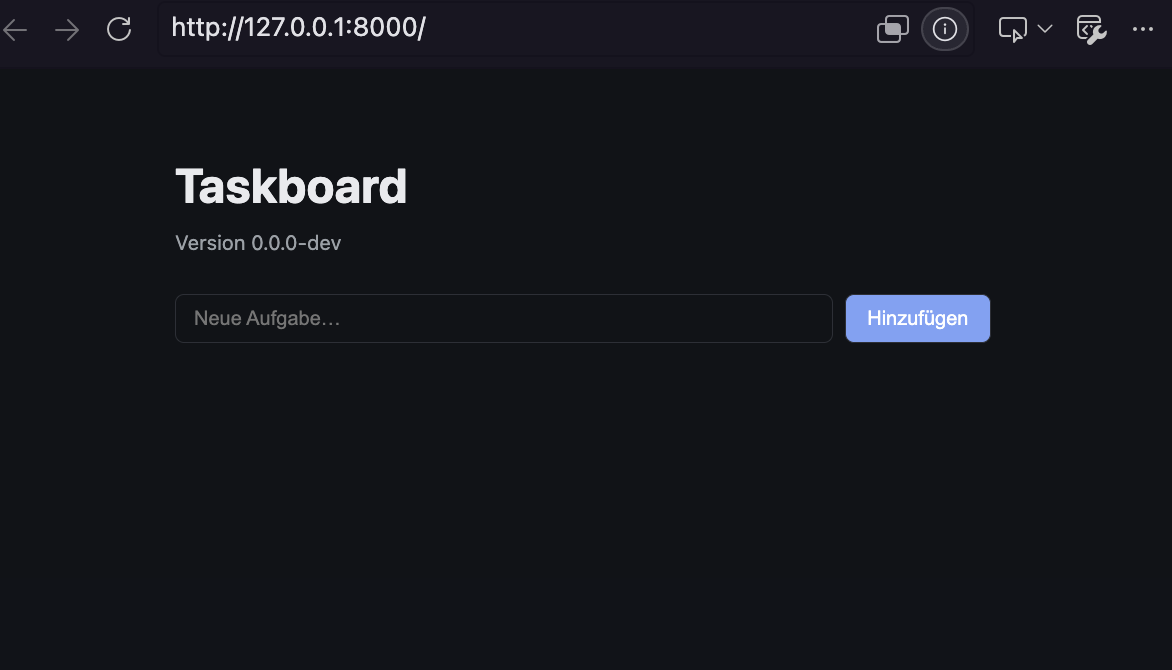 http://127.0.0.1:8000/
Taskboard
Version 0.0.0-dev
Neue Aufgabe…
Hinzufügen